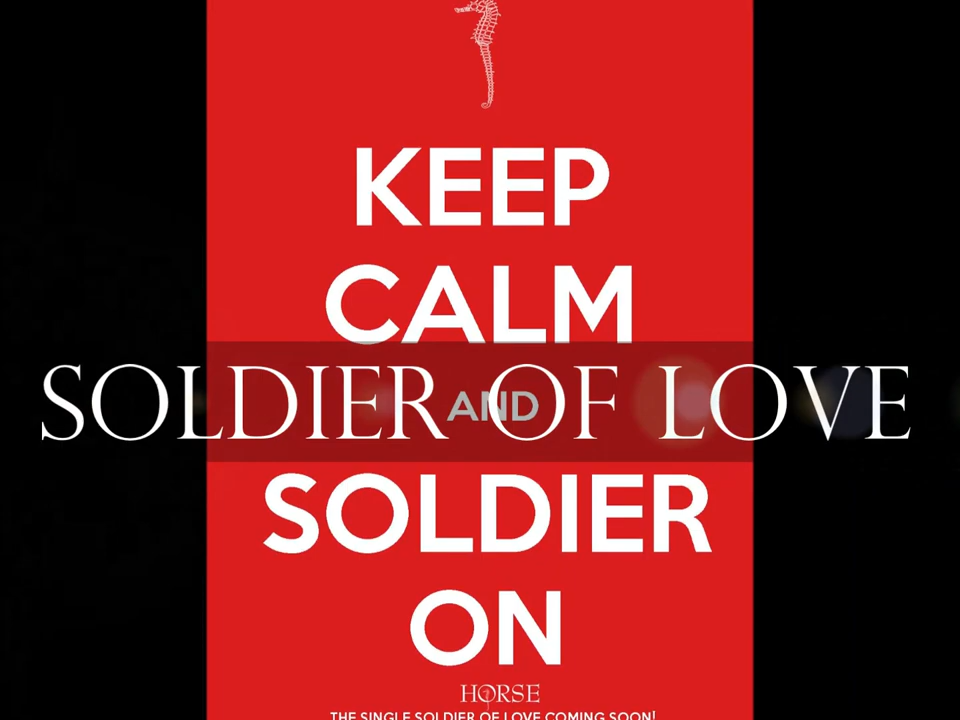 KEEP
CALM
SOLDIER OF LOVE
AND
SOLDIER
ON
HORSE
THE SINGLE SOLDIER OF LOVE COMING SOON!